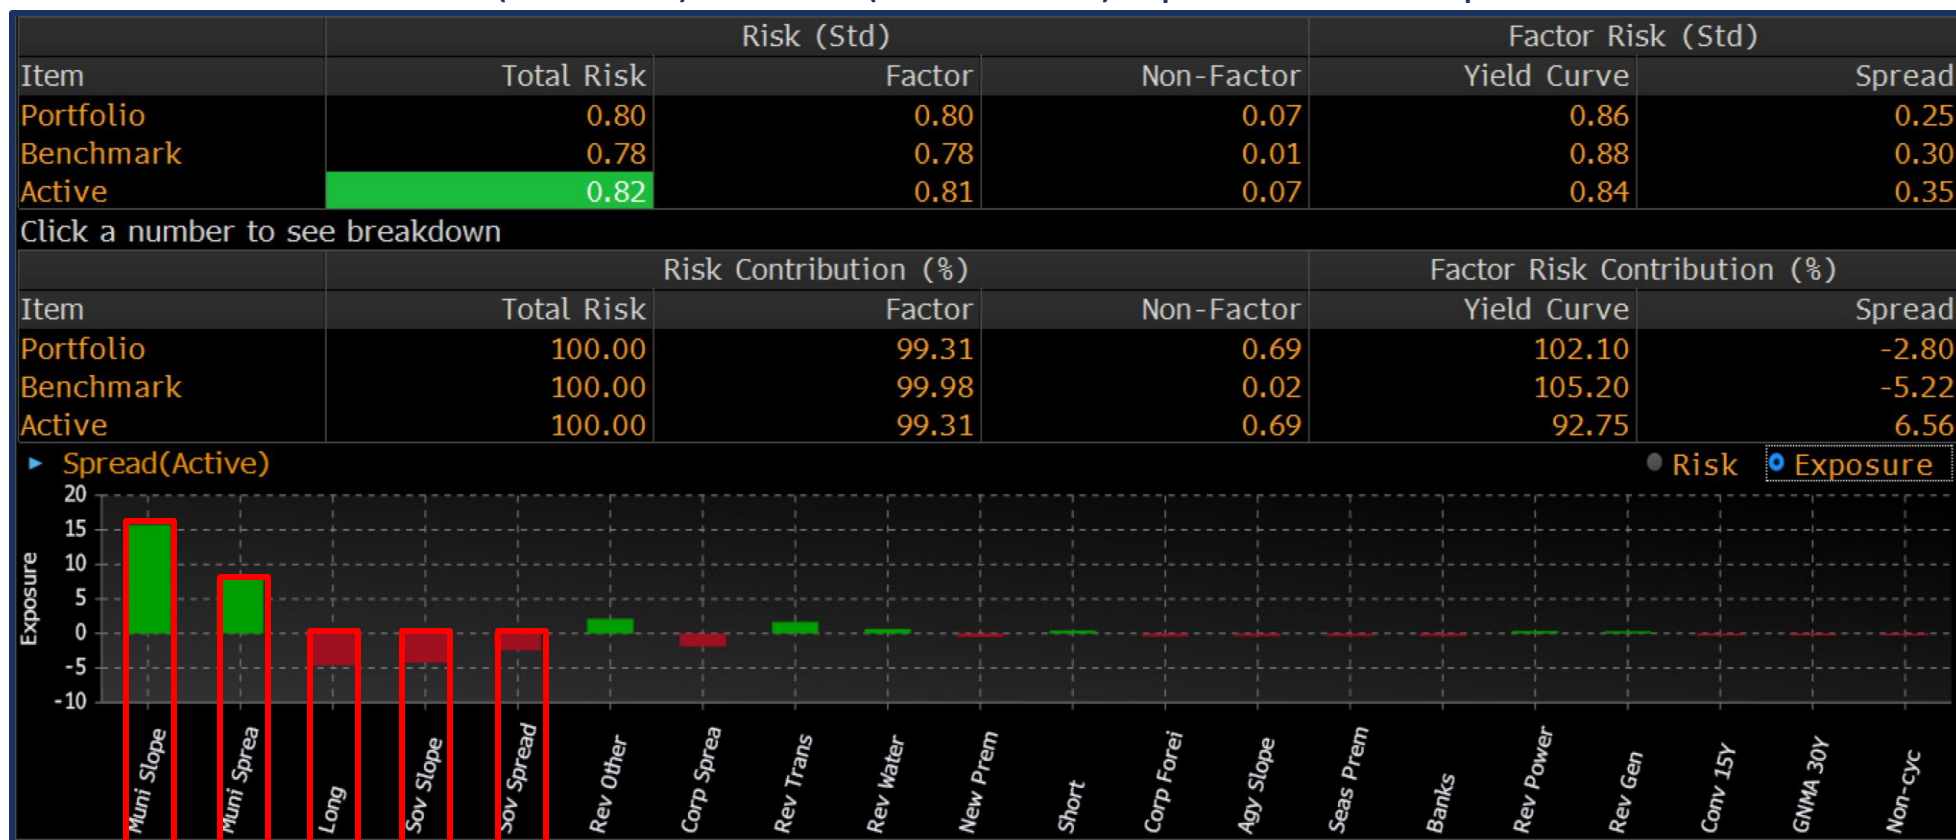 Risk (Std) Factor Risk (Std)
Item Total Risk Factor Non-Factor Yield Curve Spread
Portfolio 0.80 0.80 0.07 0.86 0.25
Benchmark 0.78 0.78 0.01 0.88 0.30
Active 0.82 0.81 0.07 0.84 0.35
Click a number to see breakdown
Risk Contribution (%) Factor Risk Contribution (%)
Item Total Risk Factor Non-Factor Yield Curve Spread
Portfolio 100.00 99.31 0.69 102.10 -2.80
Benchmark 100.00 99.98 0.02 105.20 -5.22
Active 100.00 99.31 0.69 92.75 6.56
Spread(Active) Risk Exposure
20
15
10
5
0
-5
-10
Exposure
Muni Slope
Muni Sprea
Long
Sov Slope
Sov Spread
Rev Other
Corp Sprea
Rev Trans
Rev Water
New Prem
Short
Corp Forei
Agy Slope
Seas Prem
Banks
Rev Power
Rev Gen
Conv 15Y
GNMA 30Y
Non-cyc